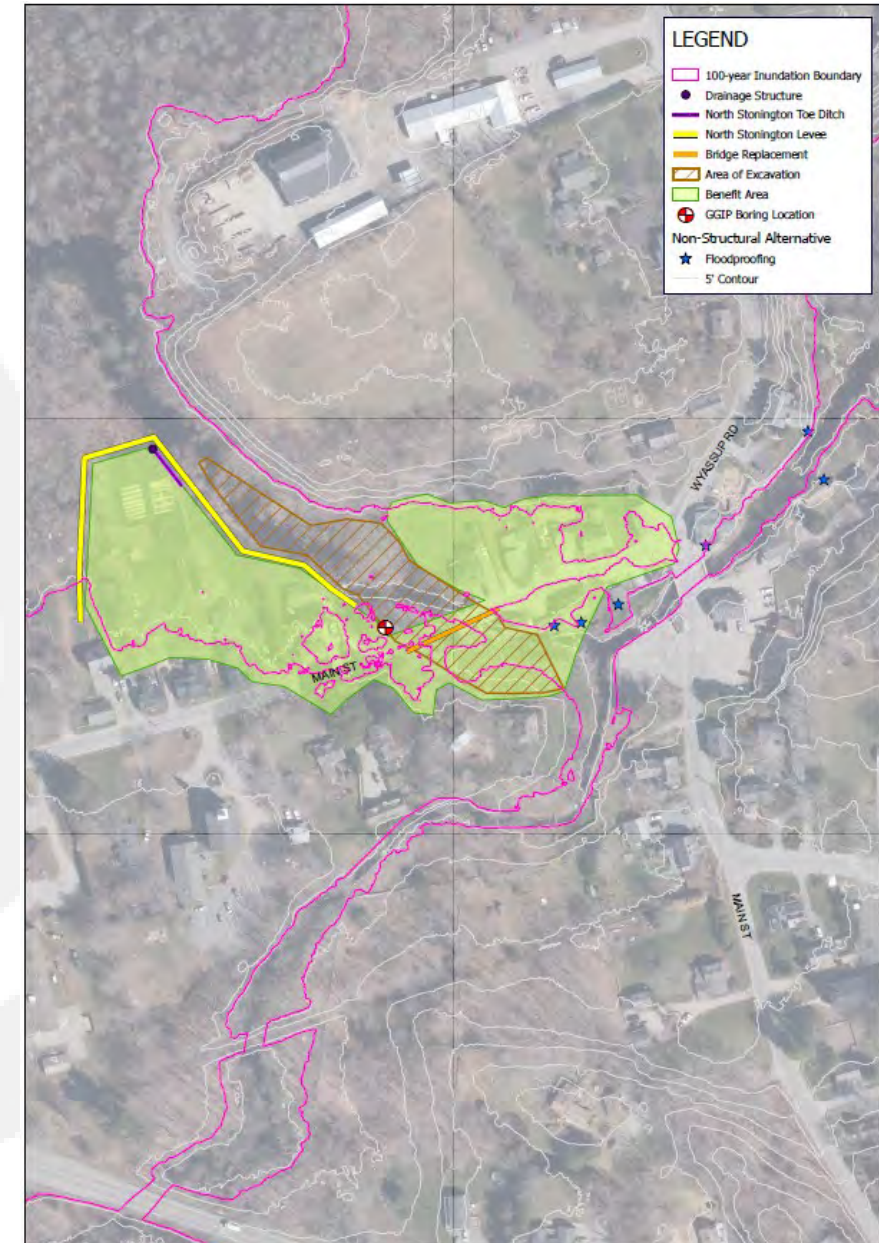 LEGEND
100-year Inundation Boundary
Drainage Structure
North Stonington Toe Ditch
North Stonington Levee
Bridge Replacement
Area of Excavation
Benefit Area
GGIP Boring Location
Non-Structural Alternative
Floodproofing
5' Contour
WYASSUP RD
MAIN ST
MAIN ST